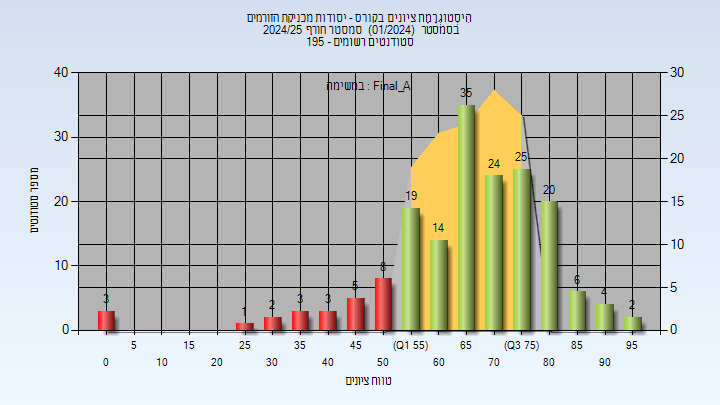 היסטוגרמת ציונים בקורס - יסודות מכניקת הזורמים
בסמסטר (01/2024) סמסטר חורף 2024/25
סטודנטים רשומים - 195
במשימה : Final_A
40 30 20 10 0
מספר סטודנטים
30 25 20 15 10 5 0
3 1 2 3 3 5 8 19 14 35 24 25 20 6 4 2
5 15 25 35 45 (Q1 55) 65 (Q3 75) 85 95
0 10 20 30 40 50 60 70 80 90
טווח ציונים